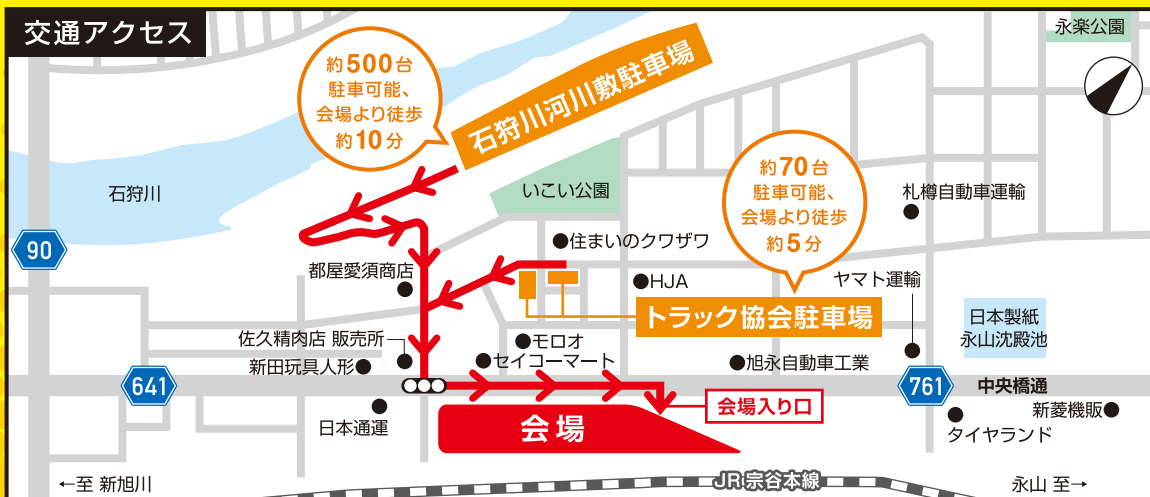 交通アクセス
永楽公園
約500台
駐車可能、
会場より徒歩
約10分
石狩川河川敷駐車場
石狩川
いこい公園
約70台
駐車可能、
会場より徒歩
約5分
札樽自動車運輸
90
住まいのクワザワ
都屋愛須商店
HJA
ヤマト運輸
トラック協会駐車場
日本製紙
永山沈殿池
佐久精肉店 販売所
モロオ
セイコーマート
新田玩具人形
旭永自動車工業
641
761
中央橋通
会場入り口
新菱機販
日本通運
会場
タイヤランド
←至 新旭川
JR宗谷本線
永山 至→